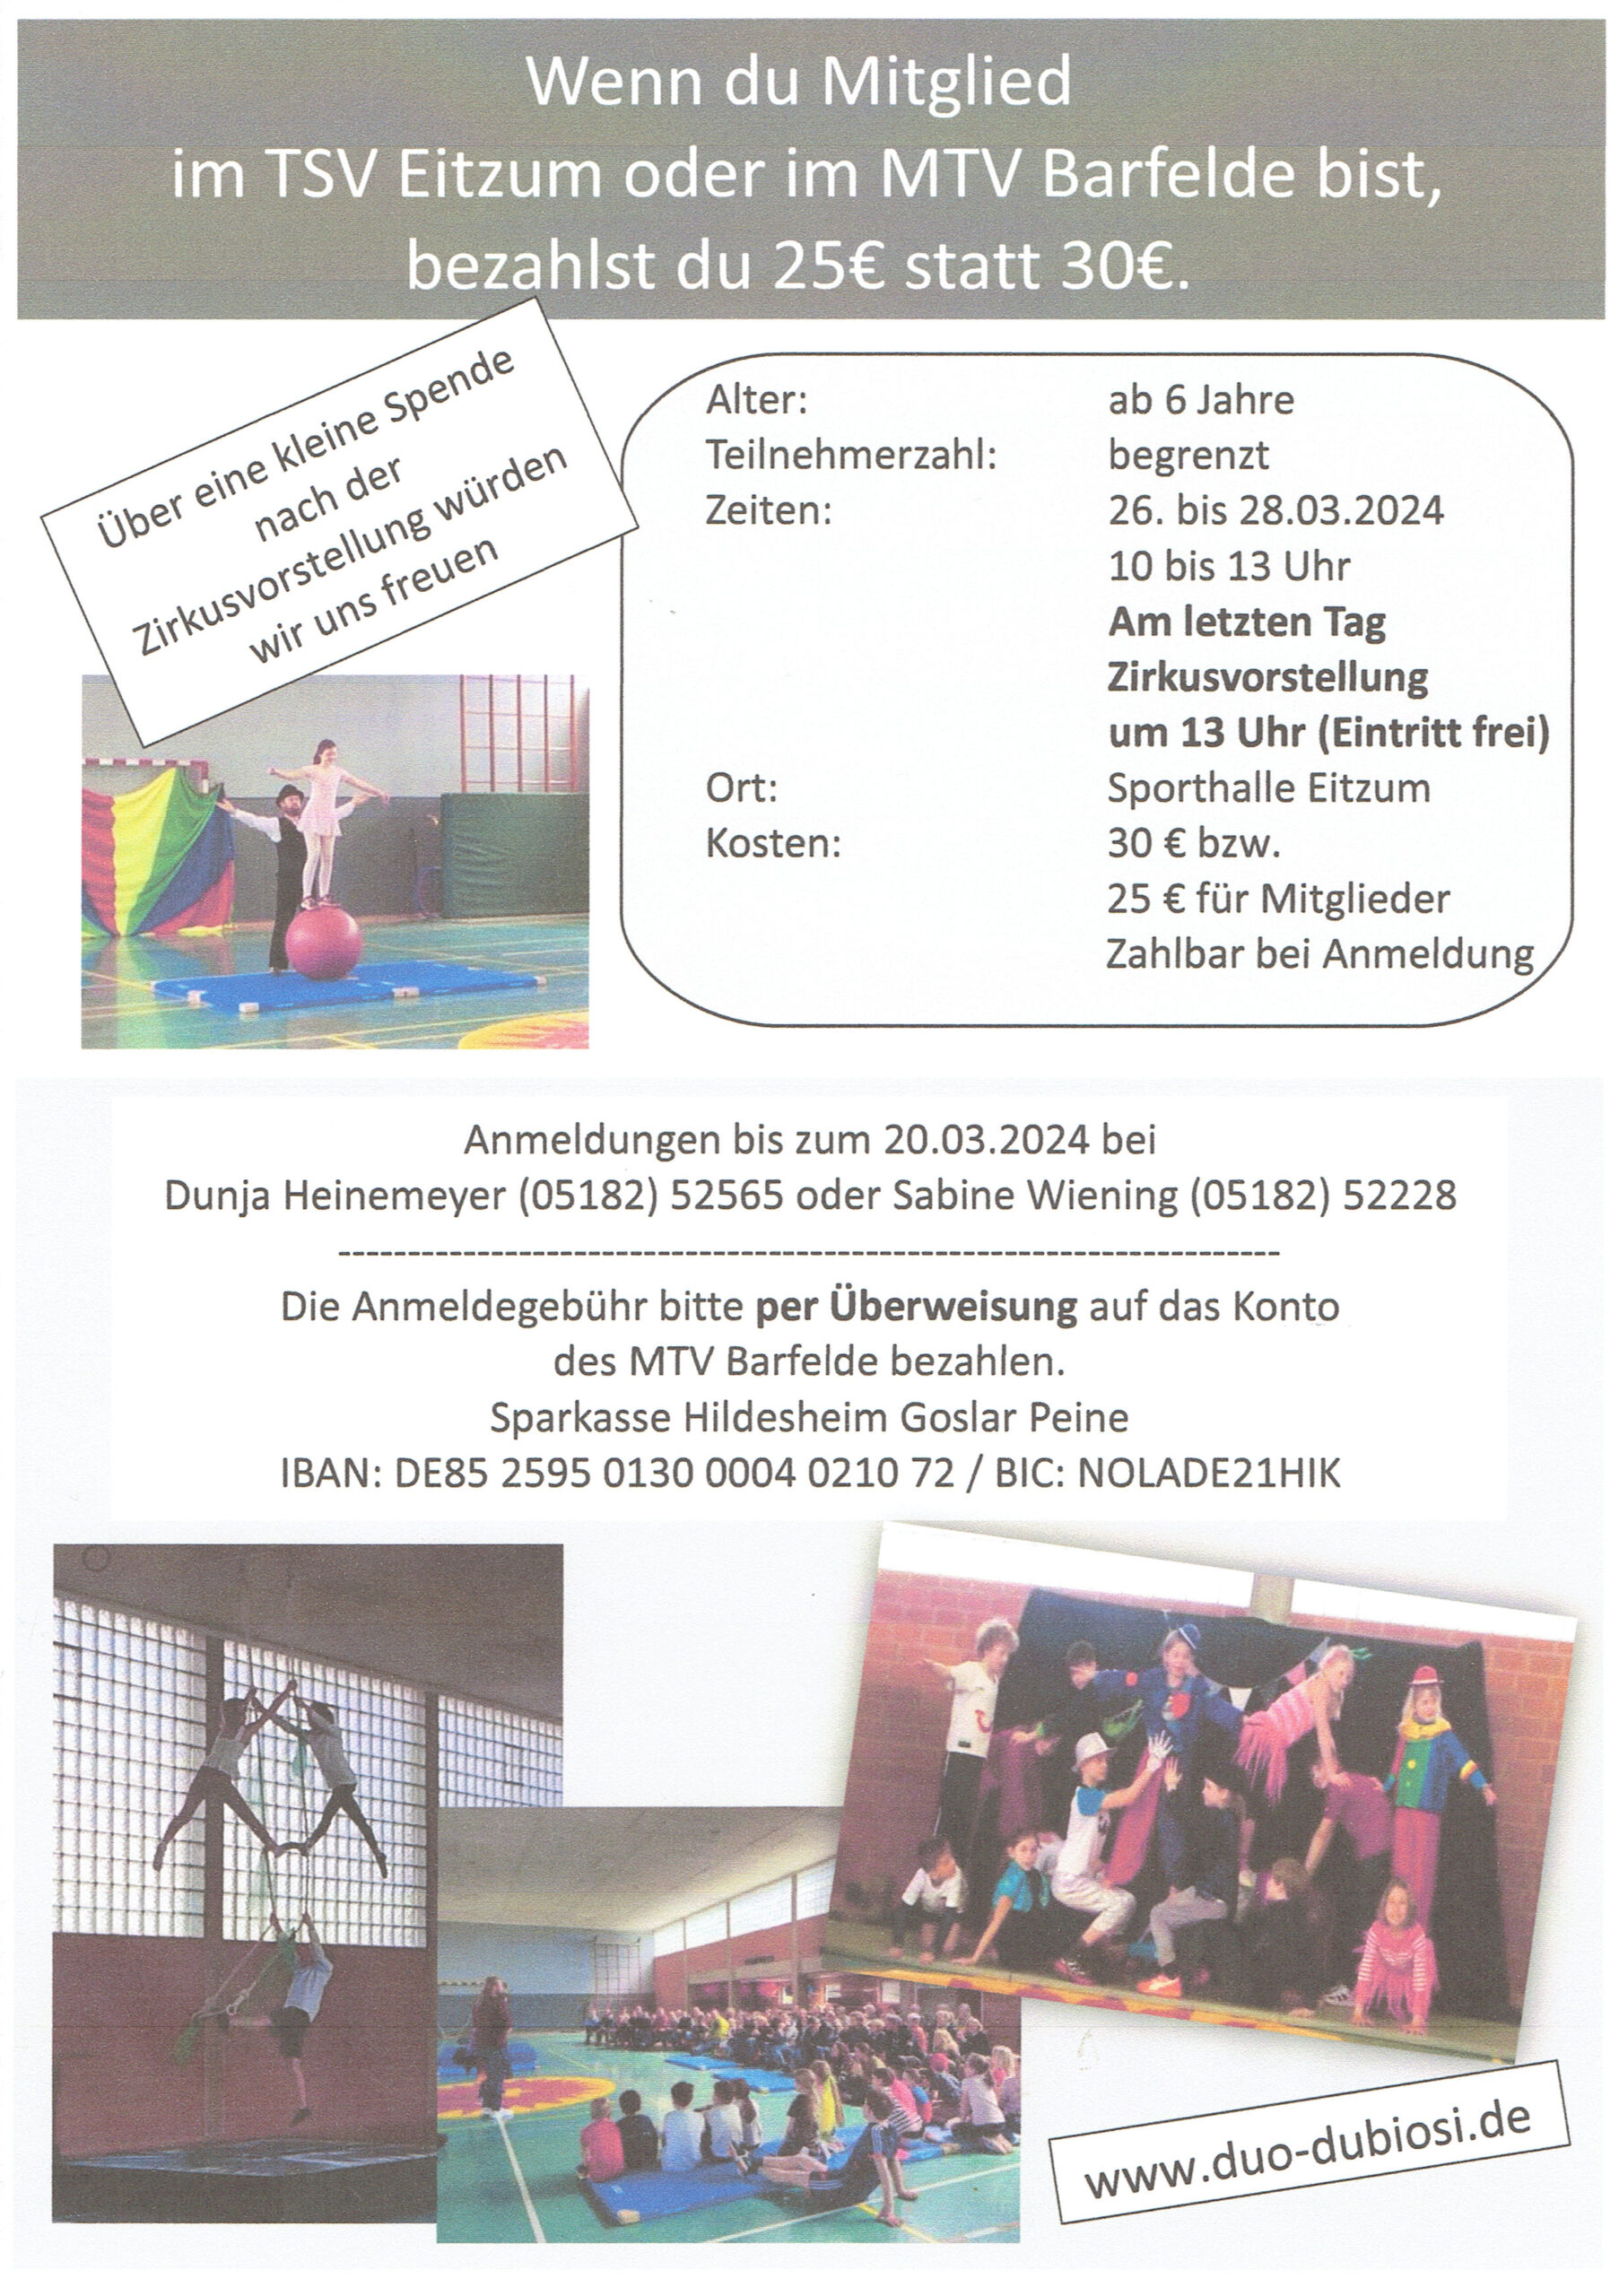 Wenn du Mitglied
im TSV Eitzum oder im MTV Barfelde bist,
bezahlst du 25€ statt 30€.
Über eine kleine Spende
nach der
Zirkusvorstellung würden
wir uns freuen
Alter: ab 6 Jahre
Teilnehmerzahl: begrenzt
Zeiten: 26. bis 28.03.2024
10 bis 13 Uhr
Am letzten Tag
Zirkusvorstellung
um 13 Uhr (Eintritt frei)
Ort: Sporthalle Eitzum
Kosten: 30 € bzw.
25 € für Mitglieder
Zahlbar bei Anmeldung
Anmeldungen bis zum 20.03.2024 bei
Dunja Heinemeyer (05182) 52565 oder Sabine Wiening (05182) 52228
--------------------------------------------------------------------
Die Anmeldegebühr bitte per Überweisung auf das Konto
des MTV Barfelde bezahlen.
Sparkasse Hildesheim Goslar Peine
IBAN: DE85 2595 0130 0004 0210 72 / BIC: NOLADE21HIK
www.duo-dubiosi.de